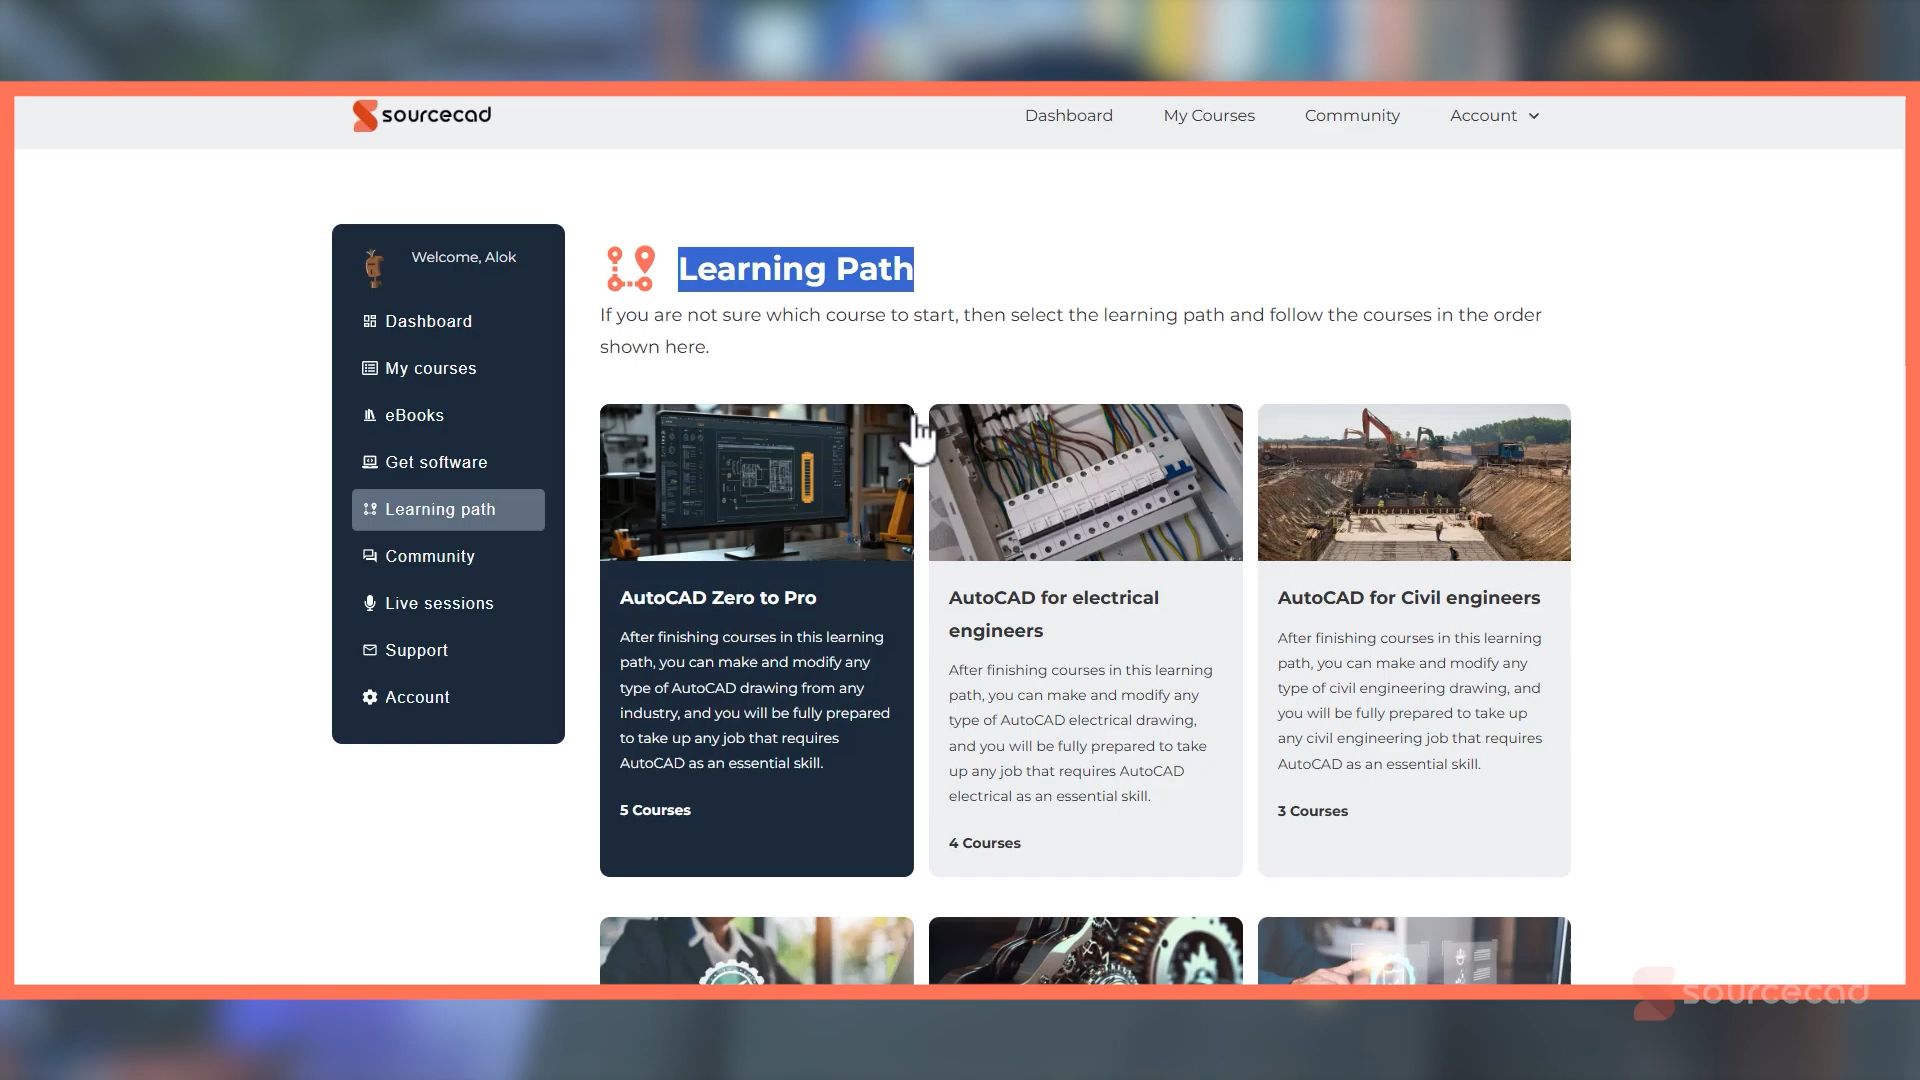 sourcecad
Dashboard
My Courses
Community
Account
Welcome, Alok
Dashboard
My courses
eBooks
Get software
Learning path
Community
Live sessions
Support
Account
Learning Path
If you are not sure which course to start, then select the learning path and follow the courses in the order
shown here.
AutoCAD Zero to Pro
After finishing courses in this learning
path, you can make and modify any
type of AutoCAD drawing from any
industry, and you will be fully prepared
to take up any job that requires
AutoCAD as an essential skill.
5 Courses
AutoCAD for electrical
engineers
After finishing courses in this learning
path, you can make and modify any
type of AutoCAD electrical drawing,
and you will be fully prepared to take
up any job that requires AutoCAD
electrical as an essential skill.
4 Courses
AutoCAD for Civil engineers
After finishing courses in this learning
path, you can make and modify any
type of civil engineering drawing, and
you will be fully prepared to take up
any civil engineering job that requires
AutoCAD as an essential skill.
3 Courses
sourcecad